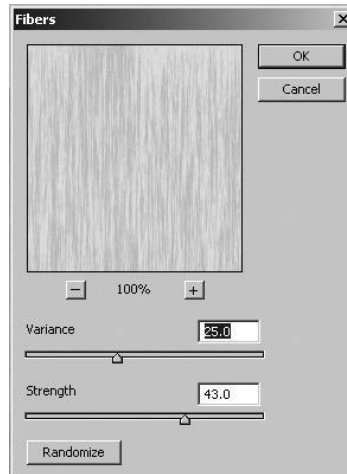 Fibers
OK
Cancel
100%
Variance
25.0
Strength
43.0
Randomize